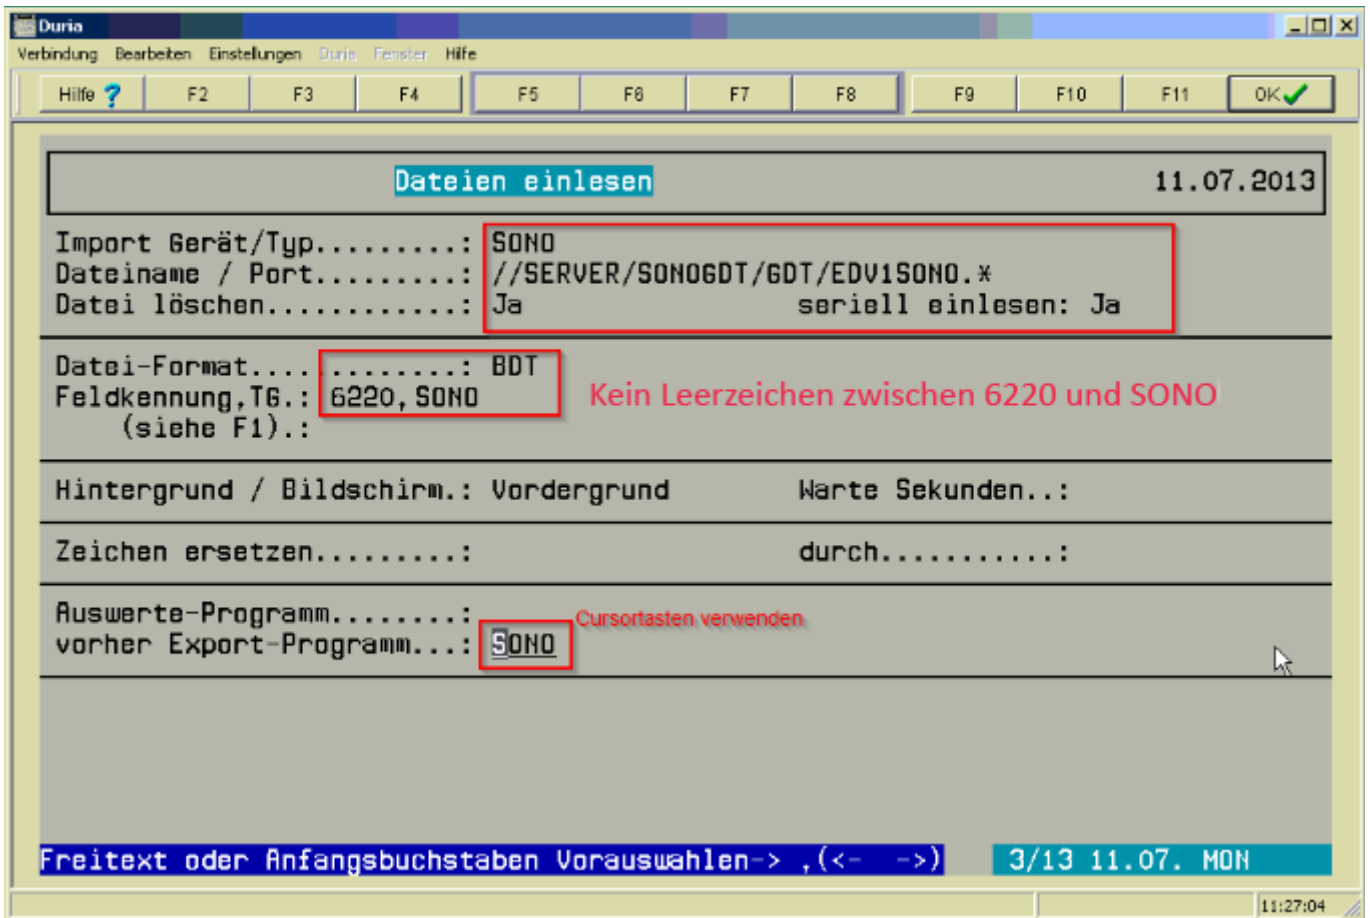 Duria
Verbindung Bearbeiten Einstellungen Duria Fenster Hilfe
Hilfe ? F2 F3 F4 F5 F6 F7 F8 F9 F10 F11 OK
Dateien einlesen 11.07.2013
Import Gerät/Typ.........: SONO
Dateiname / Port.........: //SERVER/SONOGDT/GDT/EDV1SONO.*
Datei löschen............: Ja seriell einlesen: Ja
Datei-Format.............: BDT
Feldkennung,TG.: 6220,SONO Kein Leerzeichen zwischen 6220 und SONO
(siehe F1).:
Hintergrund / Bildschirm.: Vordergrund Warte Sekunden..:
Zeichen ersetzen.........: durch...........:
Auswerte-Programm........:
Cursortasten verwenden
vorher Export-Programm...: SONO
Freitext oder Anfangsbuchstaben Vorauswahlen-> ,(<- ->) 3/13 11.07. MON
11:27:04